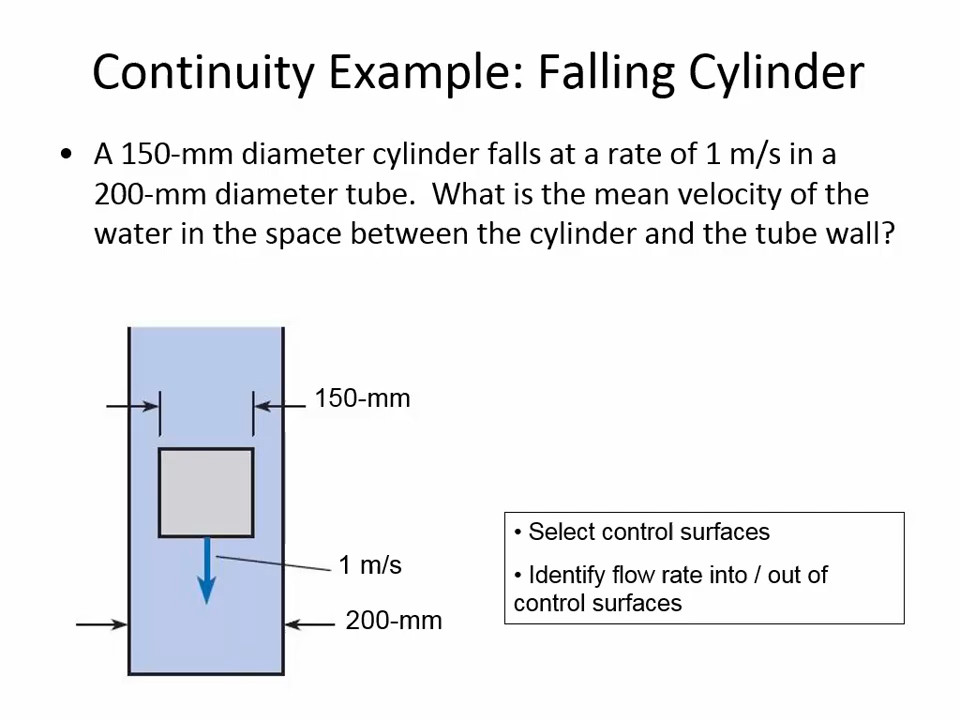 Continuity Example: Falling Cylinder
• A 150-mm diameter cylinder falls at a rate of 1 m/s in a
200-mm diameter tube. What is the mean velocity of the
water in the space between the cylinder and the tube wall?
150-mm
1 m/s
200-mm
• Select control surfaces
• Identify flow rate into / out of
control surfaces